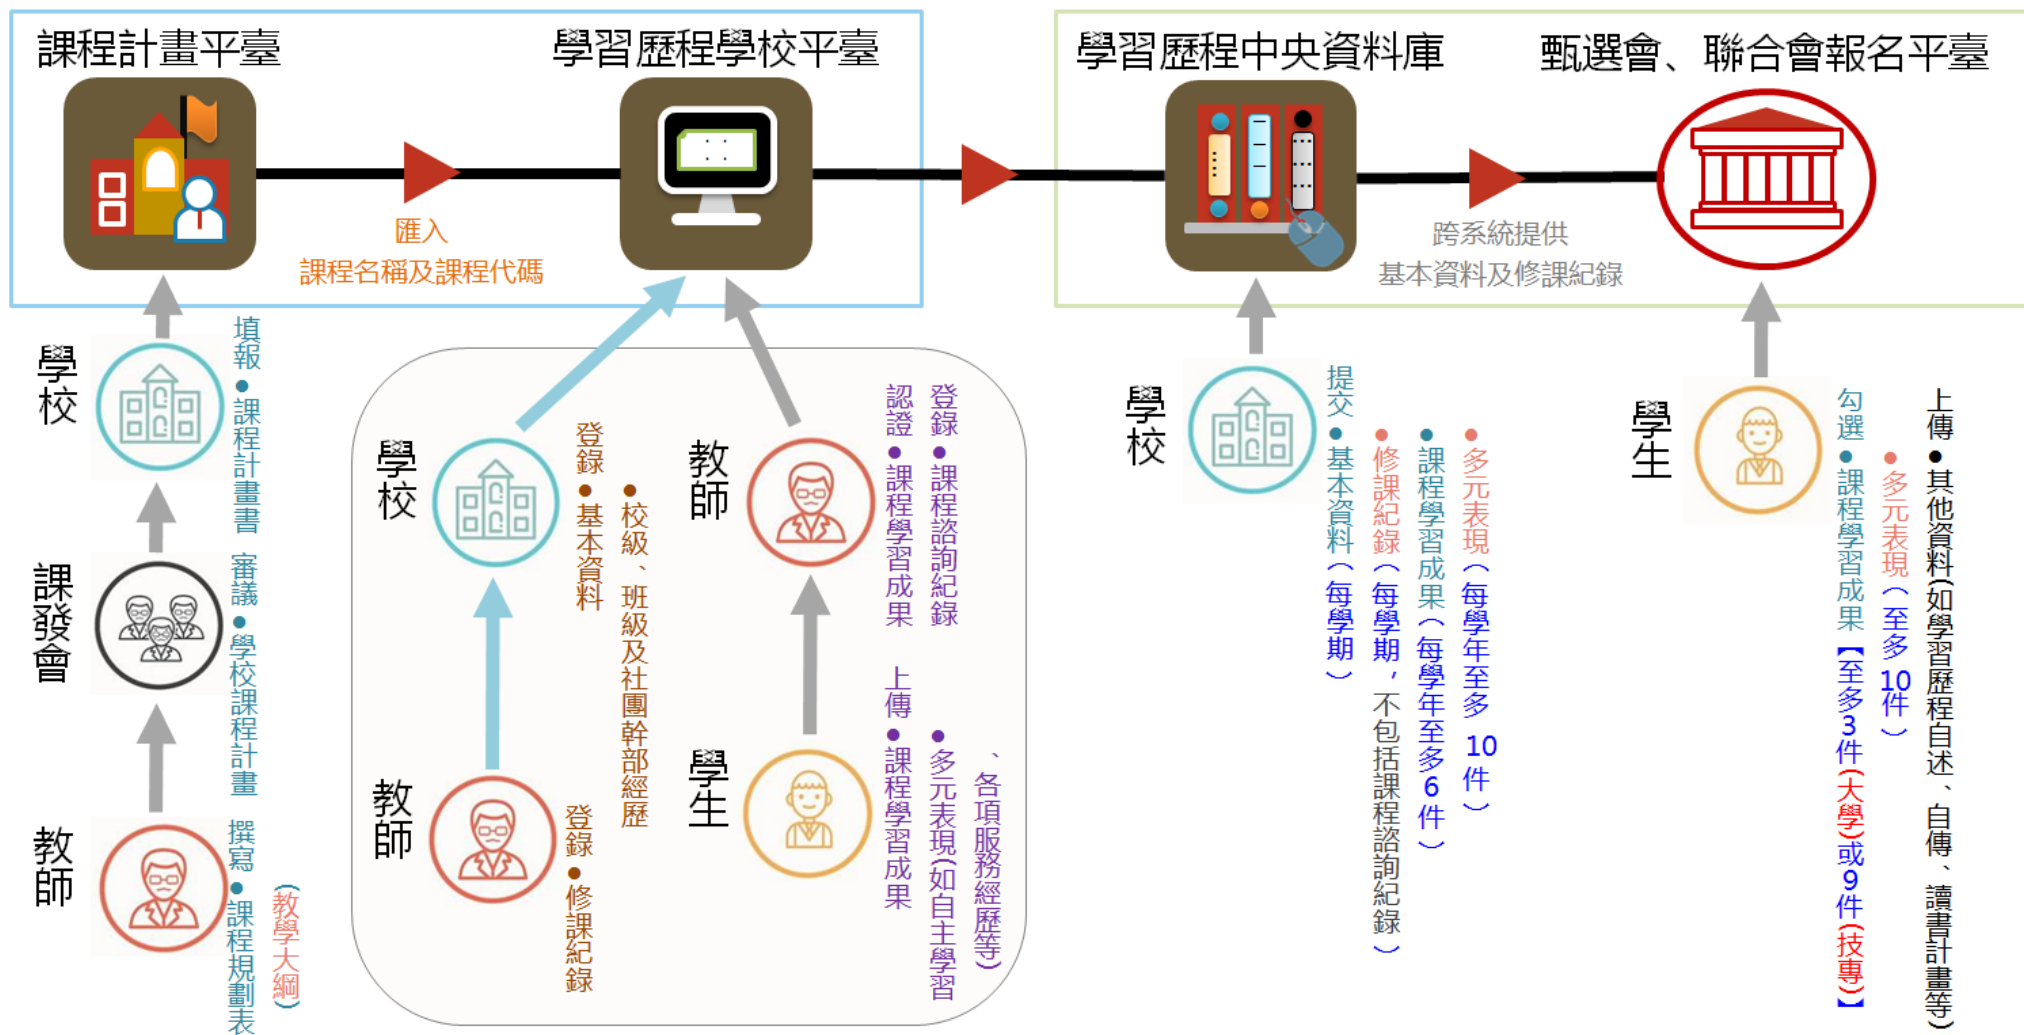 課程計畫平臺
學習歷程學校平臺
學習歷程中央資料庫
甄選會、聯合會報名平臺
匯入
課程名稱及課程代碼
跨系統提供
基本資料及修課紀錄
學校
填報●課程計畫書
課發會
審議●學校課程計畫
教師
撰寫●課程規劃表
(教學大綱)
學校
登錄●基本資料
●校級、班級及社團幹部經歷
教師
登錄●修課紀錄
教師
認證●課程學習成果
登錄●課程諮詢紀錄
學生
上傳●課程學習成果
●多元表現(如自主學習
、各項服務經歷等)
學校
提交●基本資料(每學期)
●修課紀錄(每學期，不包括課程諮詢紀錄)
●課程學習成果(每學年至多6件)
●多元表現(每學年至多10件)
學生
勾選●課程學習成果【至多3件(大學)或9件(技專)】
●多元表現(至多10件)
上傳●其他資料(如學習歷程自述、自傳、讀書計畫等)